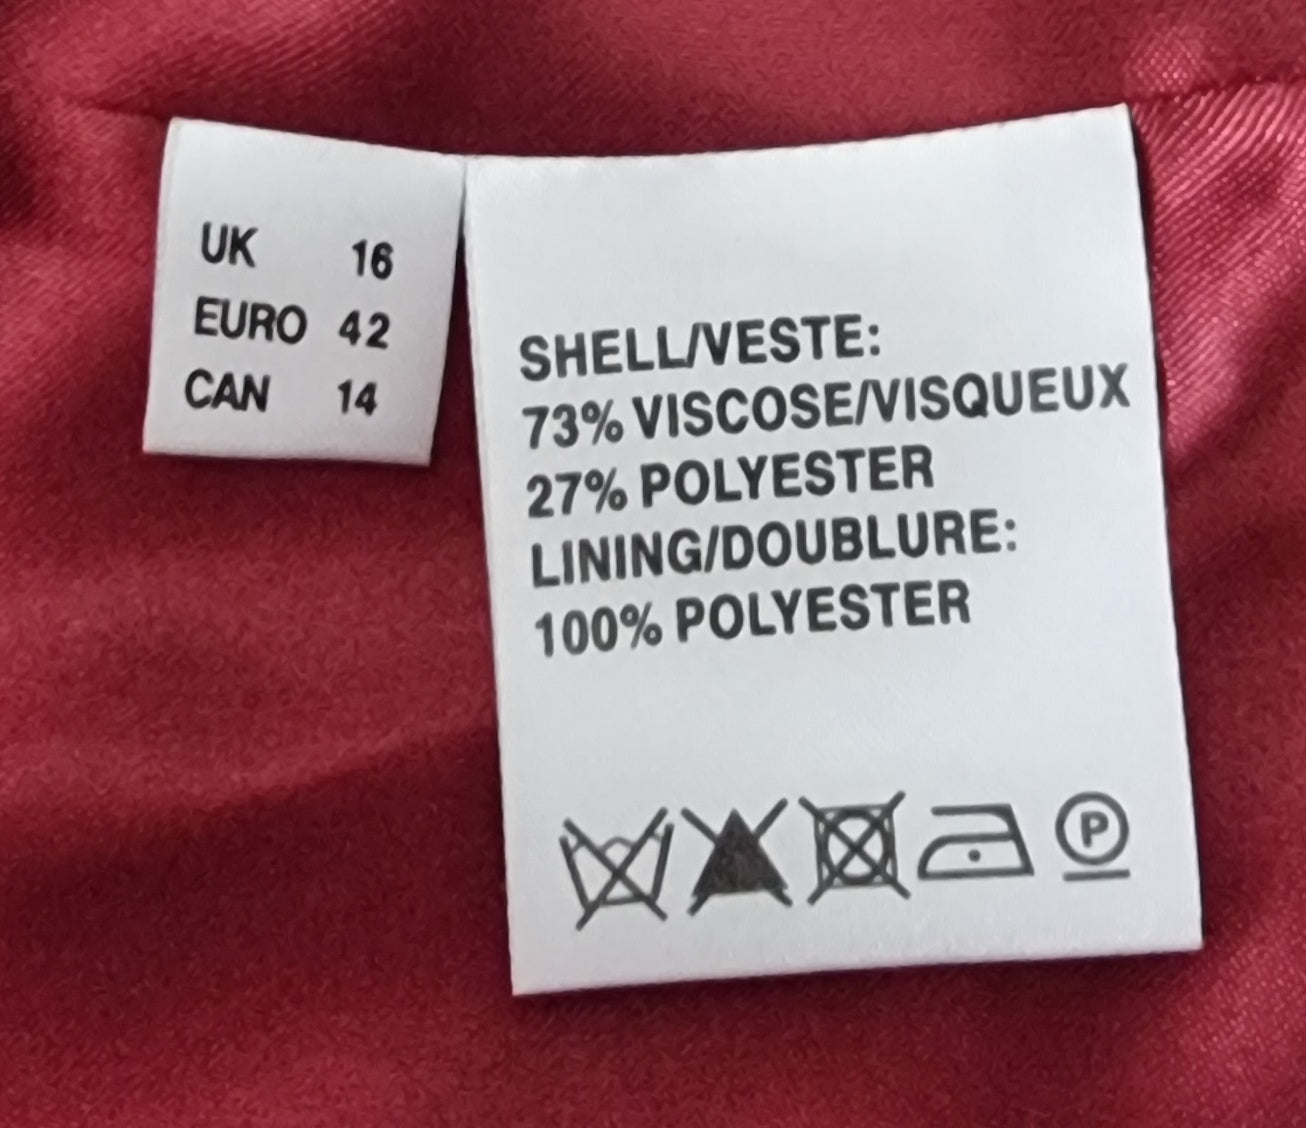 UK 16
EURO 42
CAN 14
SHELL/VESTE:
73% VISCOSE/VISQUEUX
27% POLYESTER
LINING/DOUBLURE:
100% POLYESTER
P